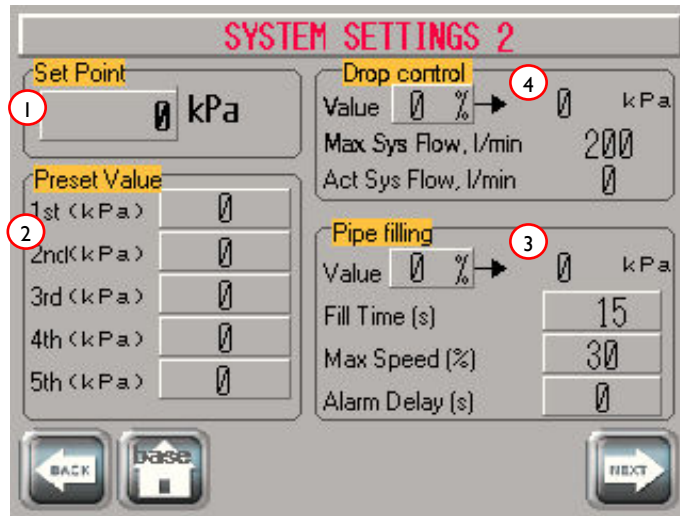 SYSTEM SETTINGS 2
Set Point
1
0 kPa
Preset Value
2
1st (kPa) 0
2nd(kPa) 0
3rd (kPa) 0
4th (kPa) 0
5th (kPa) 0
Drop control
4
Value 0 % 0 kPa
Max Sys Flow, l/min 200
Act Sys Flow, l/min 0
Pipe filling
3
Value 0 % 0 kPa
Fill Time (s) 15
Max Speed (%) 30
Alarm Delay (s) 0
BACK
base
NEXT